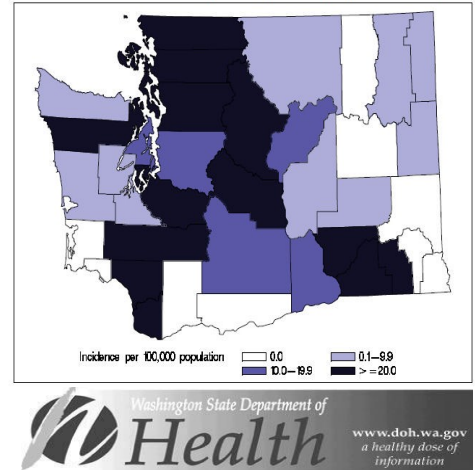 Incidence per 100,000 population
0.0
0.1–9.9
10.0–19.9
>=20.0
Washington State Department of
Health
www.doh.wa.gov
a healthy dose of
information